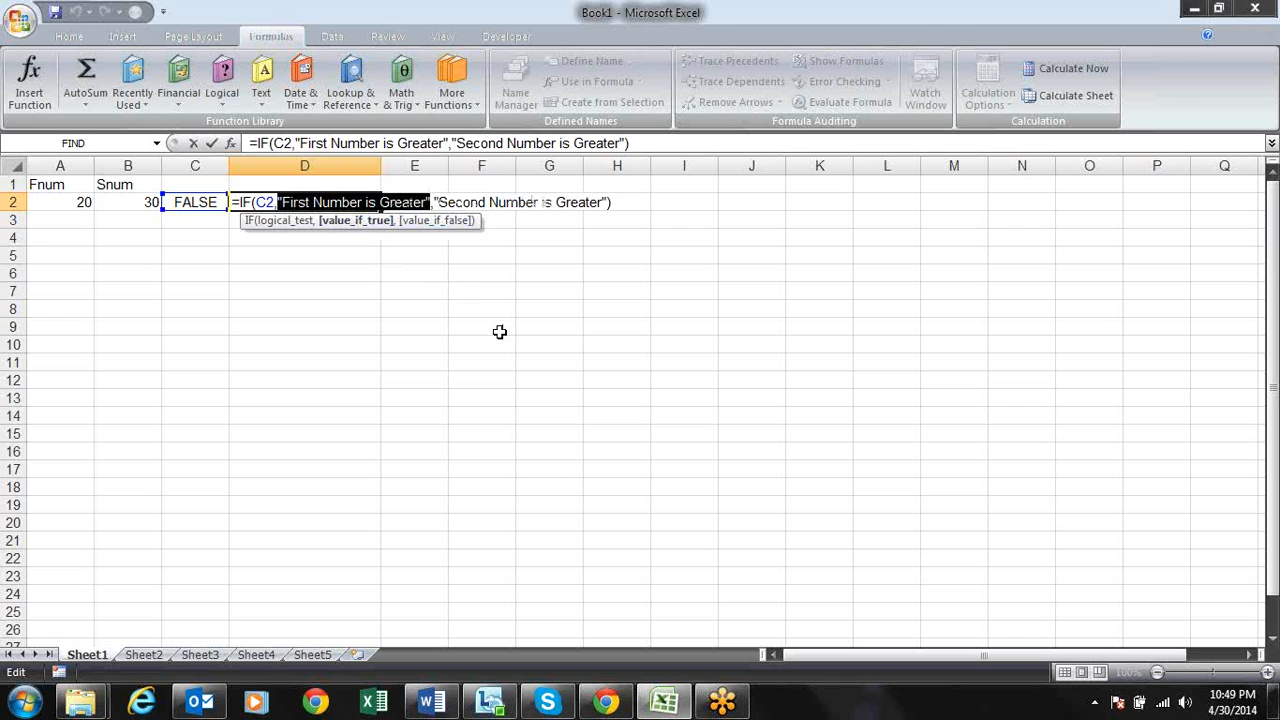 Book1 - Microsoft Excel
Home Insert Page Layout Formulas Data Review View Developer
fx Σ ? A θ
Insert Function
AutoSum
Recently Used
Financial
Logical
Text
Date & Time
Lookup & Reference
Math & Trig
More Functions
Function Library
Name Manager
Define Name
Use in Formula
Create from Selection
Defined Names
Trace Precedents
Trace Dependents
Remove Arrows
Show Formulas
Error Checking
Evaluate Formula
Watch Window
Formula Auditing
Calculation Options
Calculate Now
Calculate Sheet
Calculation
FIND fx =IF(C2,"First Number is Greater","Second Number is Greater")
A B C D E F G H I J K L M N O P Q
1 Fnum Snum
2 20 30 FALSE =IF(C2,"First Number is Greater","Second Number is Greater")
IF(logical_test, [value_if_true], [value_if_false])
3
4
5
6
7
8
9
10
11
12
13
14
15
16
17
18
19
20
21
22
23
24
25
26
27
Sheet1 Sheet2 Sheet3 Sheet4 Sheet5
Edit 100%
10:49 PM
4/30/2014